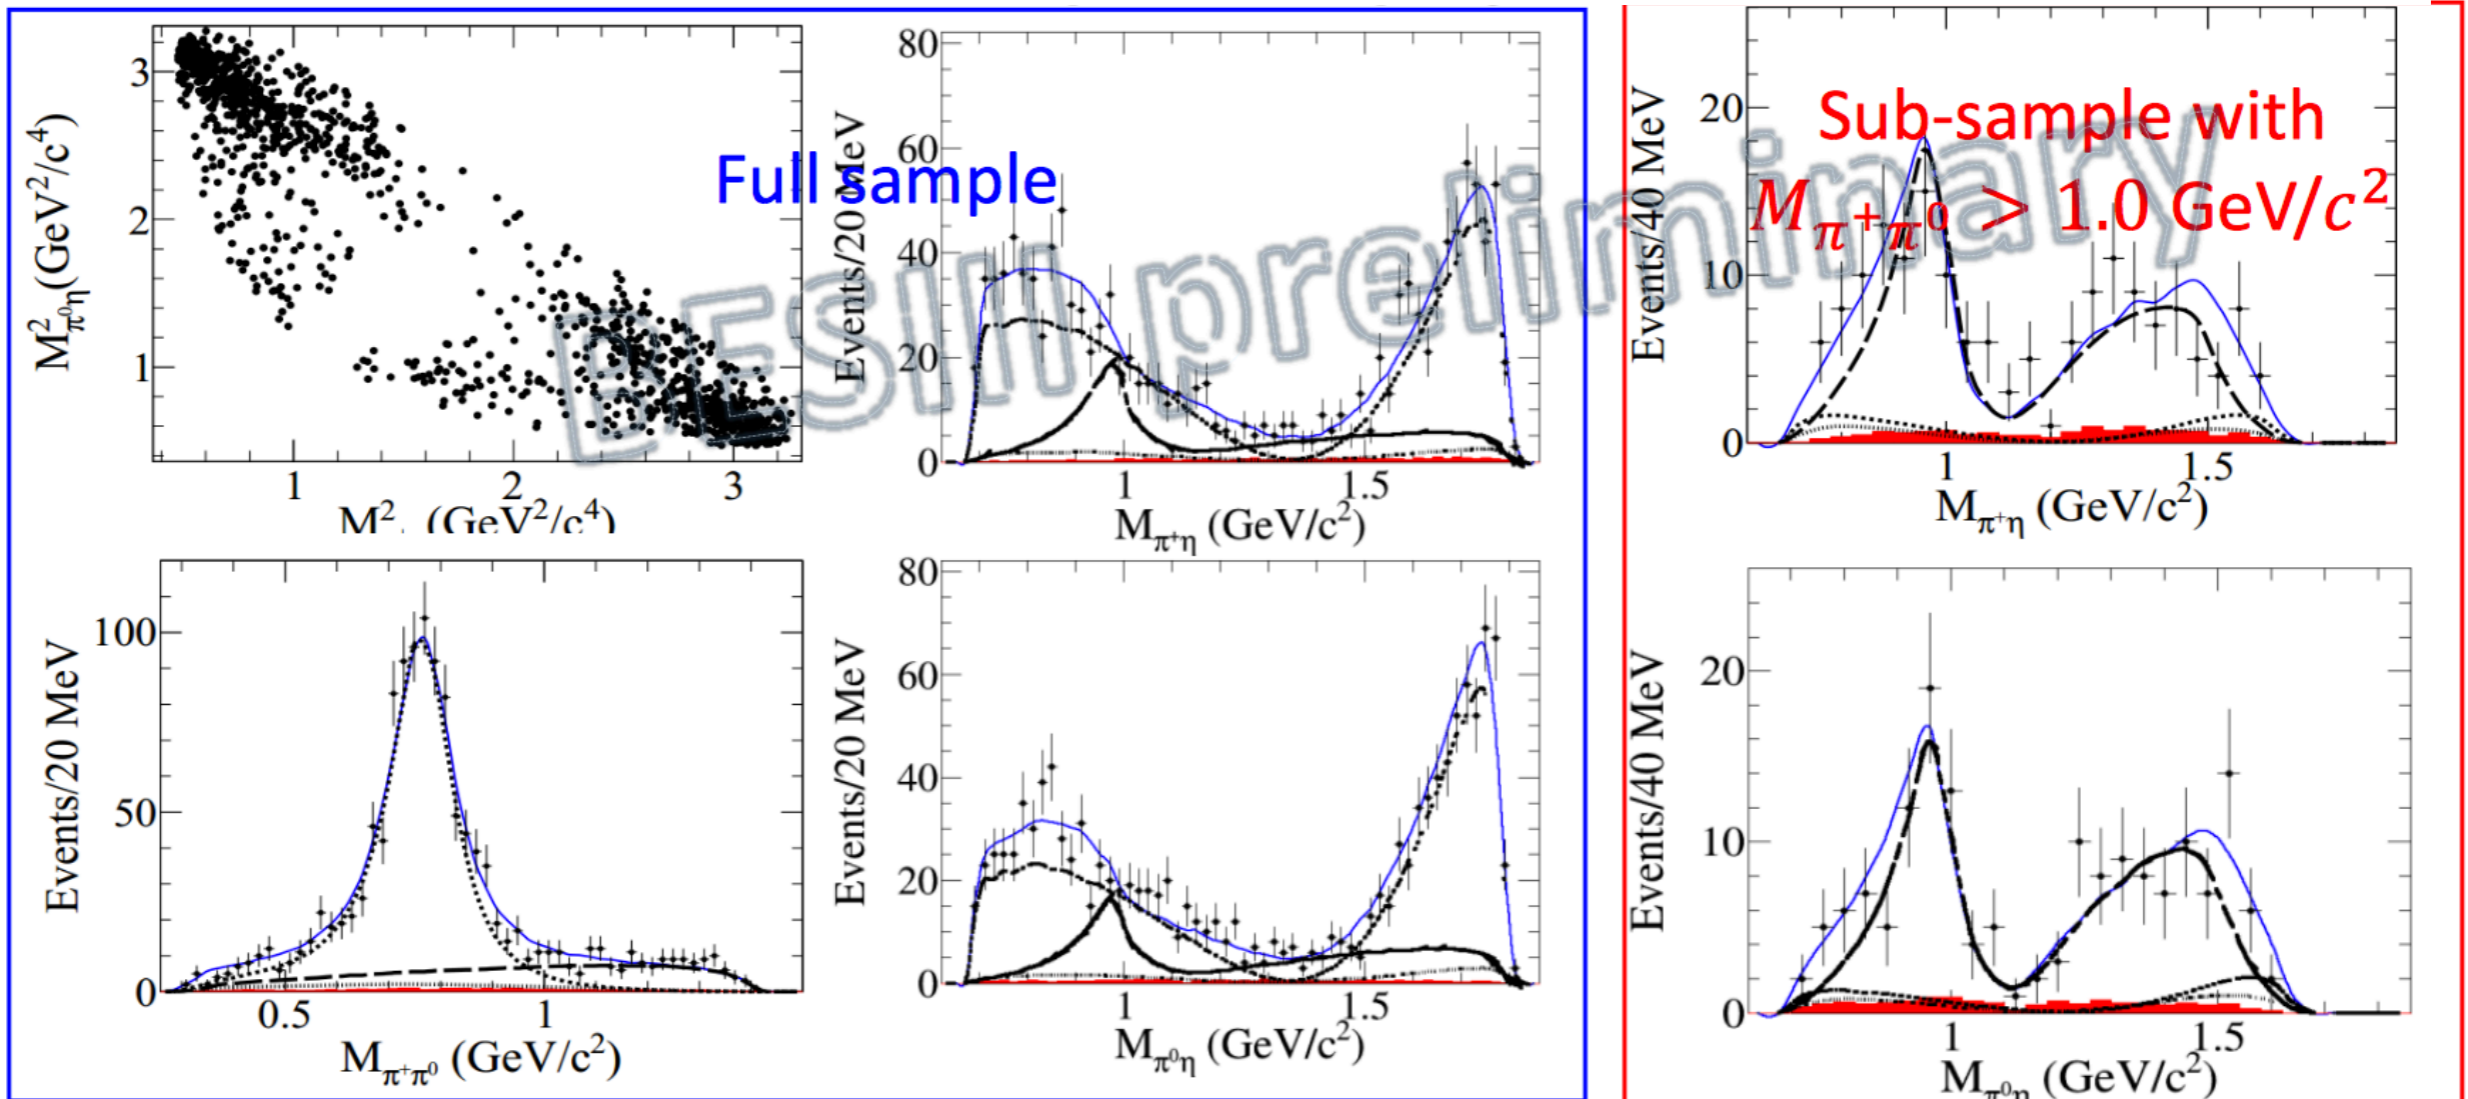 Full sample
Sub-sample with
M_{π⁺π⁰} > 1.0 GeV/c²
BESIII preliminary
M²_{π⁰η}(GeV²/c⁴)
3
2
1
1 2 3
(GeV²/c⁴)
Events/20 MeV
80
60
40
20
0
1 1.5
M_{π⁺η} (GeV/c²)
Events/20 MeV
100
50
0
0.5 1
M_{π⁺π⁰} (GeV/c²)
Events/20 MeV
80
60
40
20
0
1 1.5
M_{π⁰η} (GeV/c²)
Events/40 MeV
20
10
0
1 1.5
M_{π⁺η} (GeV/c²)
Events/40 MeV
20
10
0
1 1.5
M_{π⁰η} (GeV/c²)